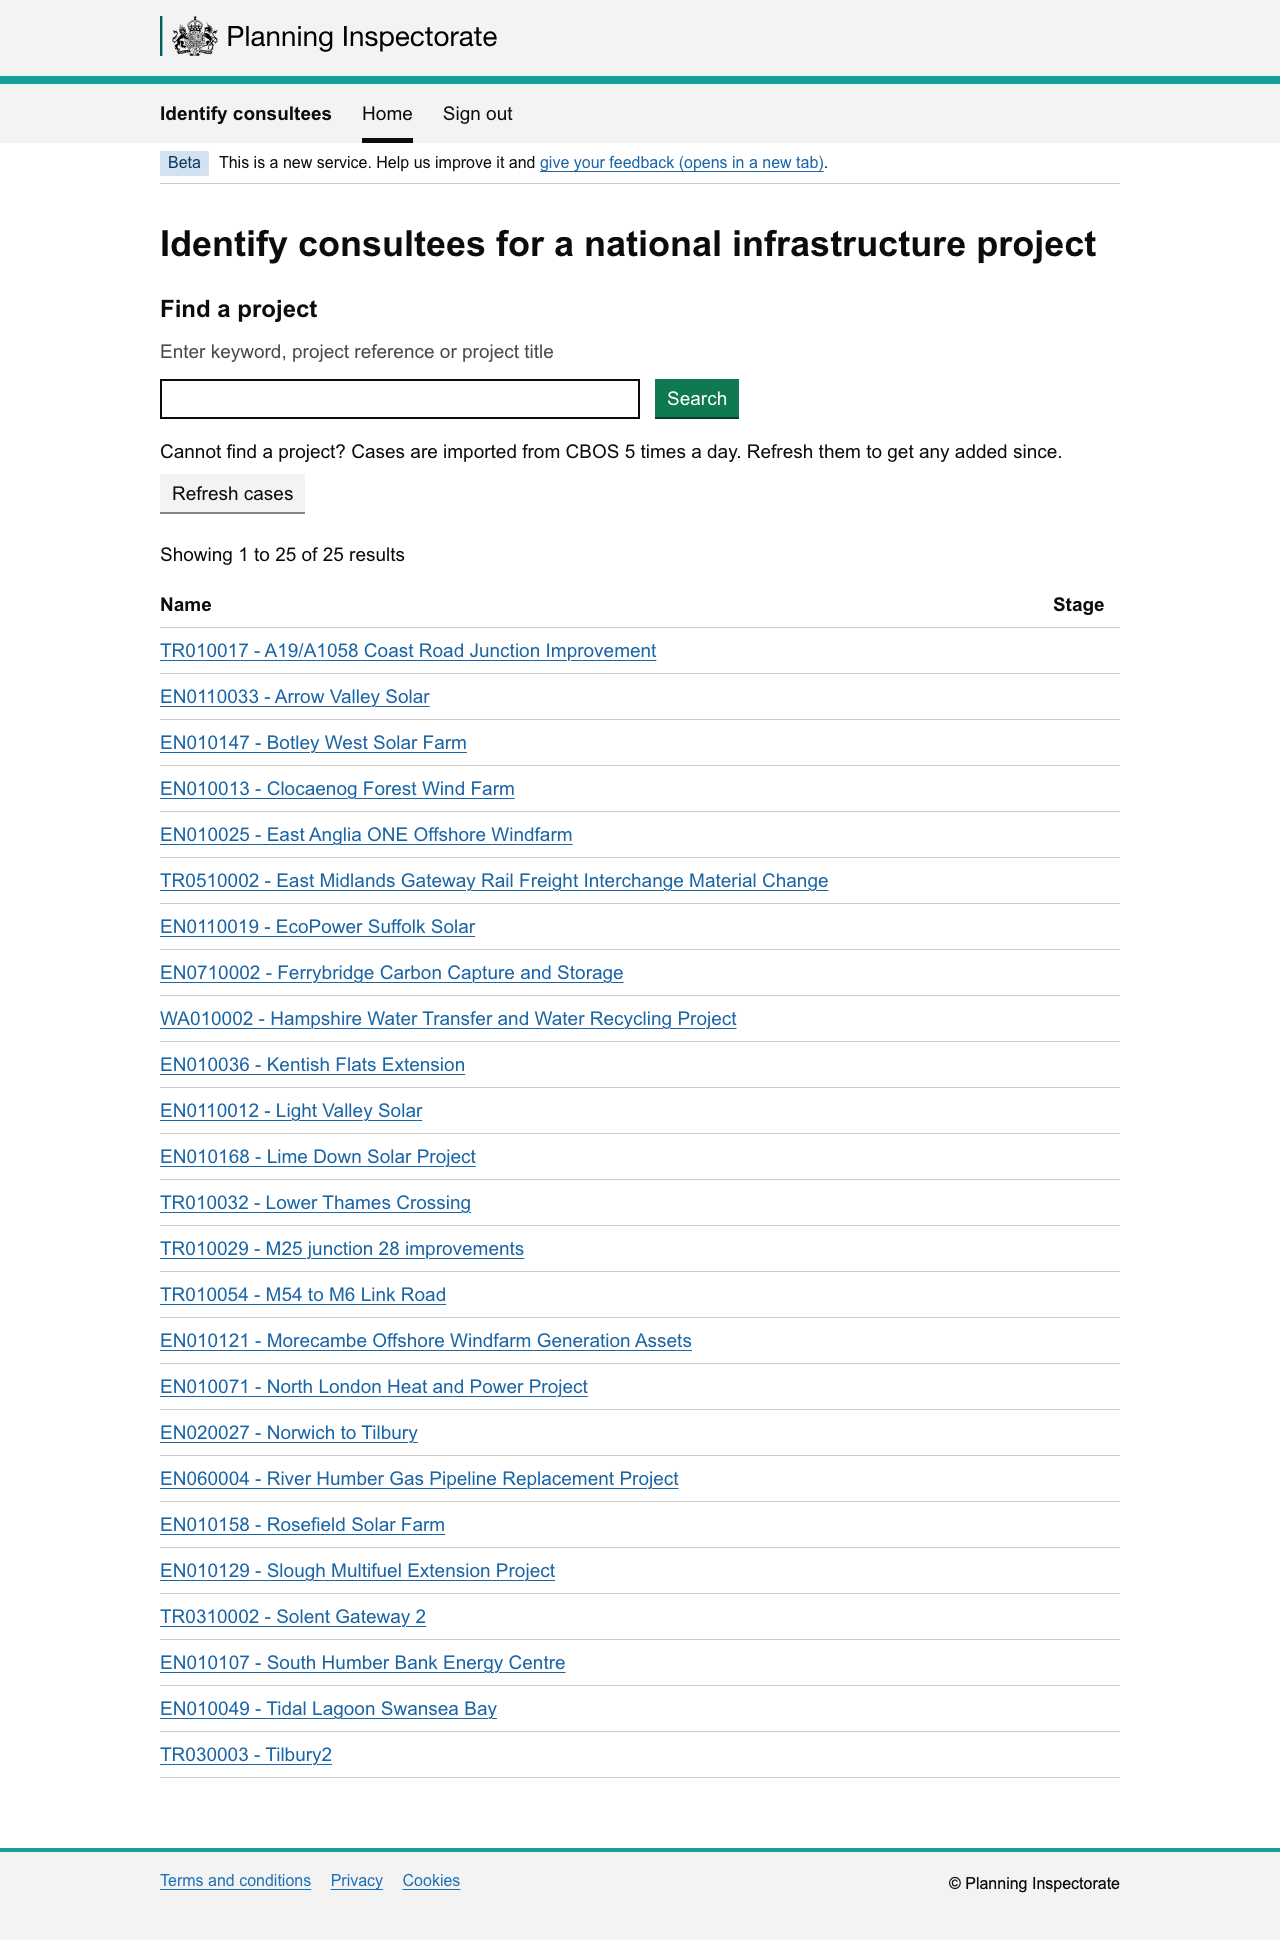 Planning Inspectorate
Identify consultees Home Sign out
Beta This is a new service. Help us improve it and give your feedback (opens in a new tab).
Identify consultees for a national infrastructure project
Find a project
Enter keyword, project reference or project title
Search
Cannot find a project? Cases are imported from CBOS 5 times a day. Refresh them to get any added since.
Refresh cases
Showing 1 to 25 of 25 results
Name Stage
TR010017 - A19/A1058 Coast Road Junction Improvement
EN0110033 - Arrow Valley Solar
EN010147 - Botley West Solar Farm
EN010013 - Clocaenog Forest Wind Farm
EN010025 - East Anglia ONE Offshore Windfarm
TR0510002 - East Midlands Gateway Rail Freight Interchange Material Change
EN0110019 - EcoPower Suffolk Solar
EN0710002 - Ferrybridge Carbon Capture and Storage
WA010002 - Hampshire Water Transfer and Water Recycling Project
EN010036 - Kentish Flats Extension
EN0110012 - Light Valley Solar
EN010168 - Lime Down Solar Project
TR010032 - Lower Thames Crossing
TR010029 - M25 junction 28 improvements
TR010054 - M54 to M6 Link Road
EN010121 - Morecambe Offshore Windfarm Generation Assets
EN010071 - North London Heat and Power Project
EN020027 - Norwich to Tilbury
EN060004 - River Humber Gas Pipeline Replacement Project
EN010158 - Rosefield Solar Farm
EN010129 - Slough Multifuel Extension Project
TR0310002 - Solent Gateway 2
EN010107 - South Humber Bank Energy Centre
EN010049 - Tidal Lagoon Swansea Bay
TR030003 - Tilbury2
Terms and conditions Privacy Cookies © Planning Inspectorate